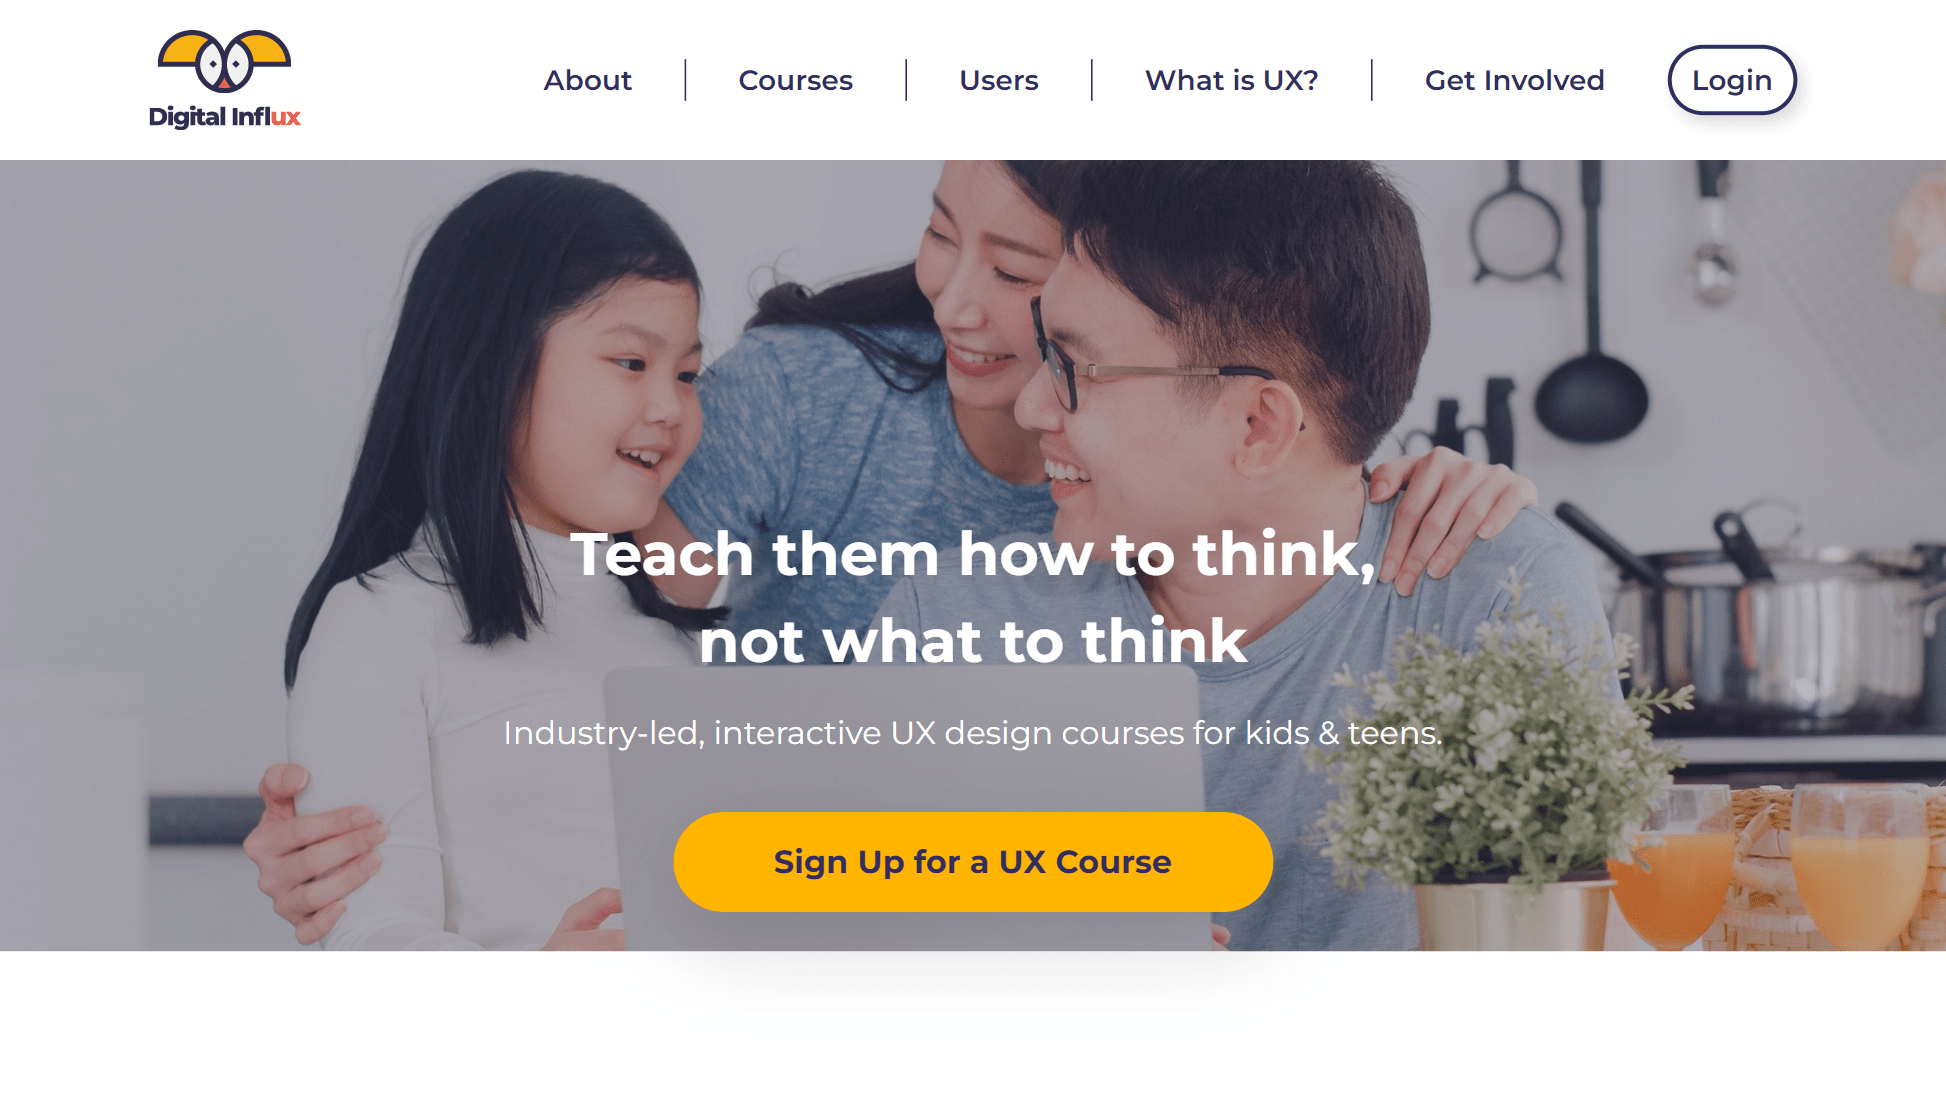 Digital Influx
About
Courses
Users
What is UX?
Get Involved
Login
Teach them how to think,
not what to think
Industry-led, interactive UX design courses for kids & teens.
Sign Up for a UX Course